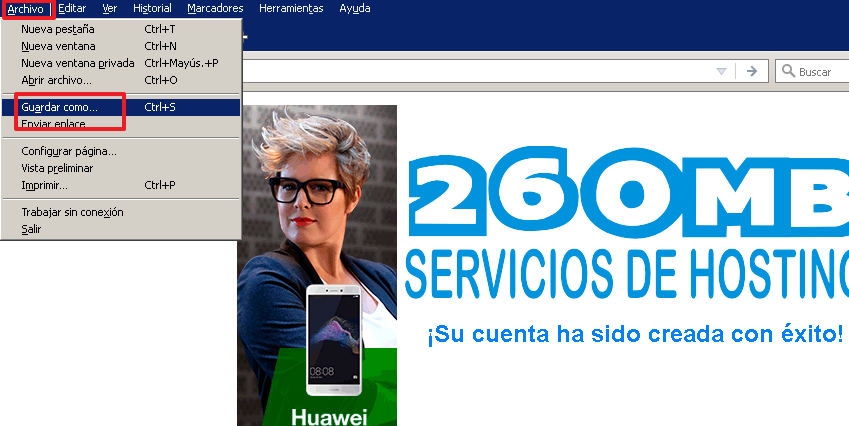 Archivo Editar Ver Historial Marcadores Herramientas Ayuda
Nueva pestaña Ctrl+T
Nueva ventana Ctrl+N
Nueva ventana privada Ctrl+Mayús.+P
Abrir archivo... Ctrl+O
Guardar como... Ctrl+S
Enviar enlace
Configurar página...
Vista preliminar
Imprimir... Ctrl+P
Trabajar sin conexión
Salir
Buscar
260MB
SERVICIOS DE HOSTING
¡Su cuenta ha sido creada con éxito!
08:08
Huawei